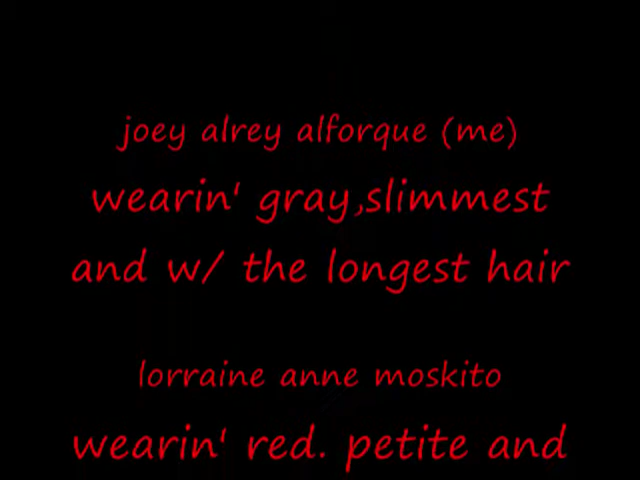 joey alrey alforque (me)
wearin' gray,slimmest
and w/ the longest hair
lorraine anne moskito
wearin' red. petite and